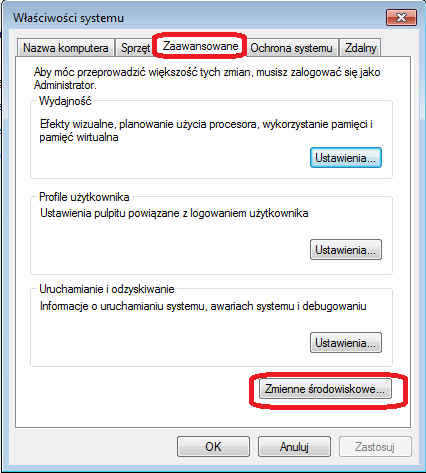 Właściwości systemu
Nazwa komputera Sprzęt Zaawansowane Ochrona systemu Zdalny
Aby móc przeprowadzić większość tych zmian, musisz zalogować się jako
Administrator.
Wydajność
Efekty wizualne, planowanie użycia procesora, wykorzystanie pamięci i
pamięć wirtualna
Ustawienia...
Profile użytkownika
Ustawienia pulpitu powiązane z logowaniem użytkownika
Ustawienia...
Uruchamianie i odzyskiwanie
Informacje o uruchamianiu systemu, awariach systemu i debugowaniu
Ustawienia...
Zmienne środowiskowe...
OK Anuluj Zastosuj